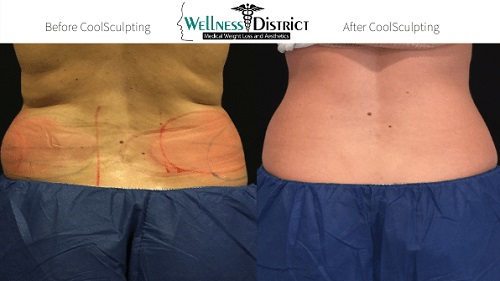 Before CoolSculpting
WELLNESS DISTRICT
Medical Weight Loss and Aesthetics
After CoolSculpting